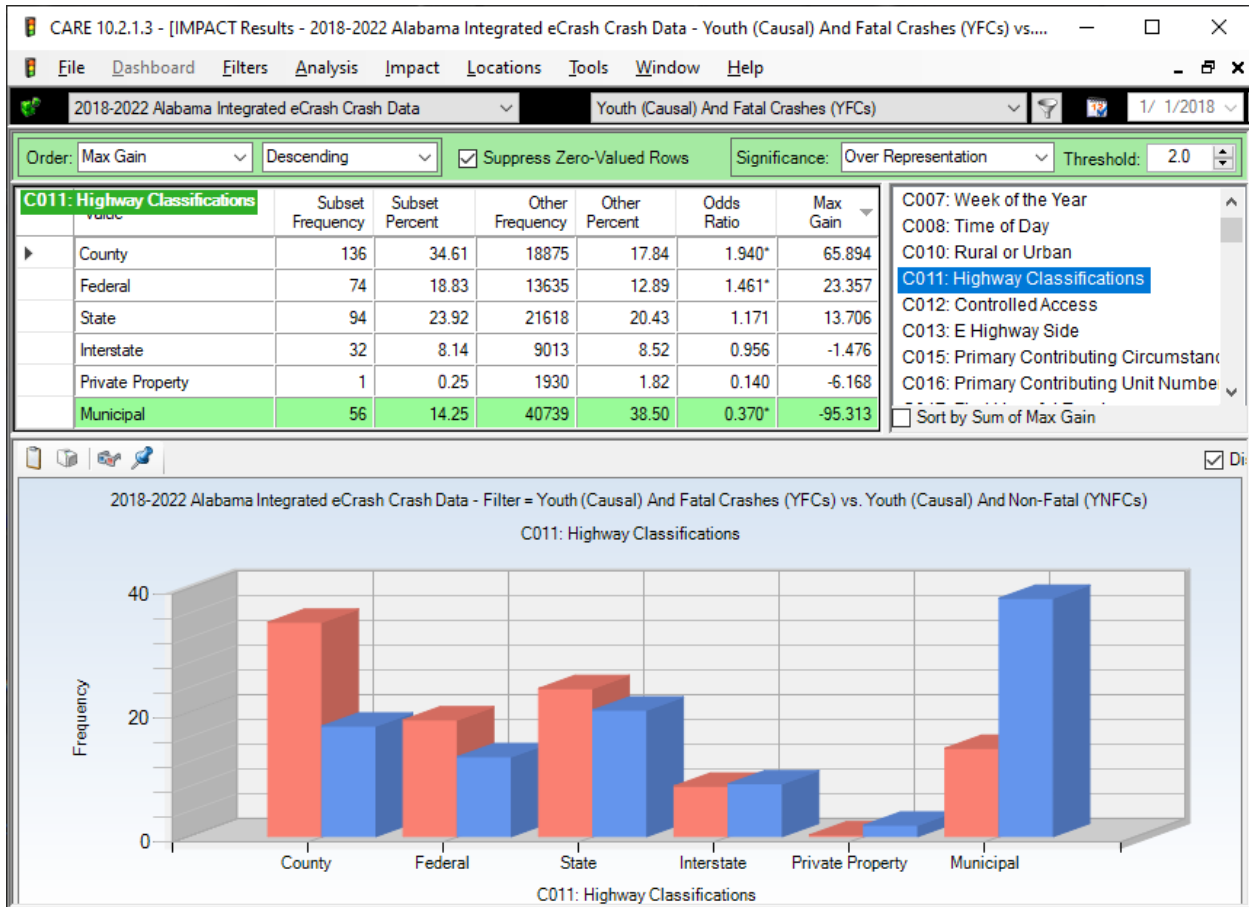 CARE 10.2.1.3 - [IMPACT Results - 2018-2022 Alabama Integrated eCrash Crash Data - Youth (Causal) And Fatal Crashes (YFCs) vs....
File Dashboard Filters Analysis Impact Locations Tools Window Help
2018-2022 Alabama Integrated eCrash Crash Data Youth (Causal) And Fatal Crashes (YFCs) 1/ 1/2018
Order: Max Gain Descending Suppress Zero-Valued Rows Significance: Over Representation Threshold: 2.0
C011: Highway Classifications
Value Subset Frequency Subset Percent Other Frequency Other Percent Odds Ratio Max Gain
County 136 34.61 18875 17.84 1.940* 65.894
Federal 74 18.83 13635 12.89 1.461* 23.357
State 94 23.92 21618 20.43 1.171 13.706
Interstate 32 8.14 9013 8.52 0.956 -1.476
Private Property 1 0.25 1930 1.82 0.140 -6.168
Municipal 56 14.25 40739 38.50 0.370* -95.313
C007: Week of the Year
C008: Time of Day
C010: Rural or Urban
C011: Highway Classifications
C012: Controlled Access
C013: E Highway Side
C015: Primary Contributing Circumstanc
C016: Primary Contributing Unit Numbe
Sort by Sum of Max Gain
Di
2018-2022 Alabama Integrated eCrash Crash Data - Filter = Youth (Causal) And Fatal Crashes (YFCs) vs. Youth (Causal) And Non-Fatal (YNFCs)
C011: Highway Classifications
40
20
0
Frequency
County Federal State Interstate Private Property Municipal
C011: Highway Classifications